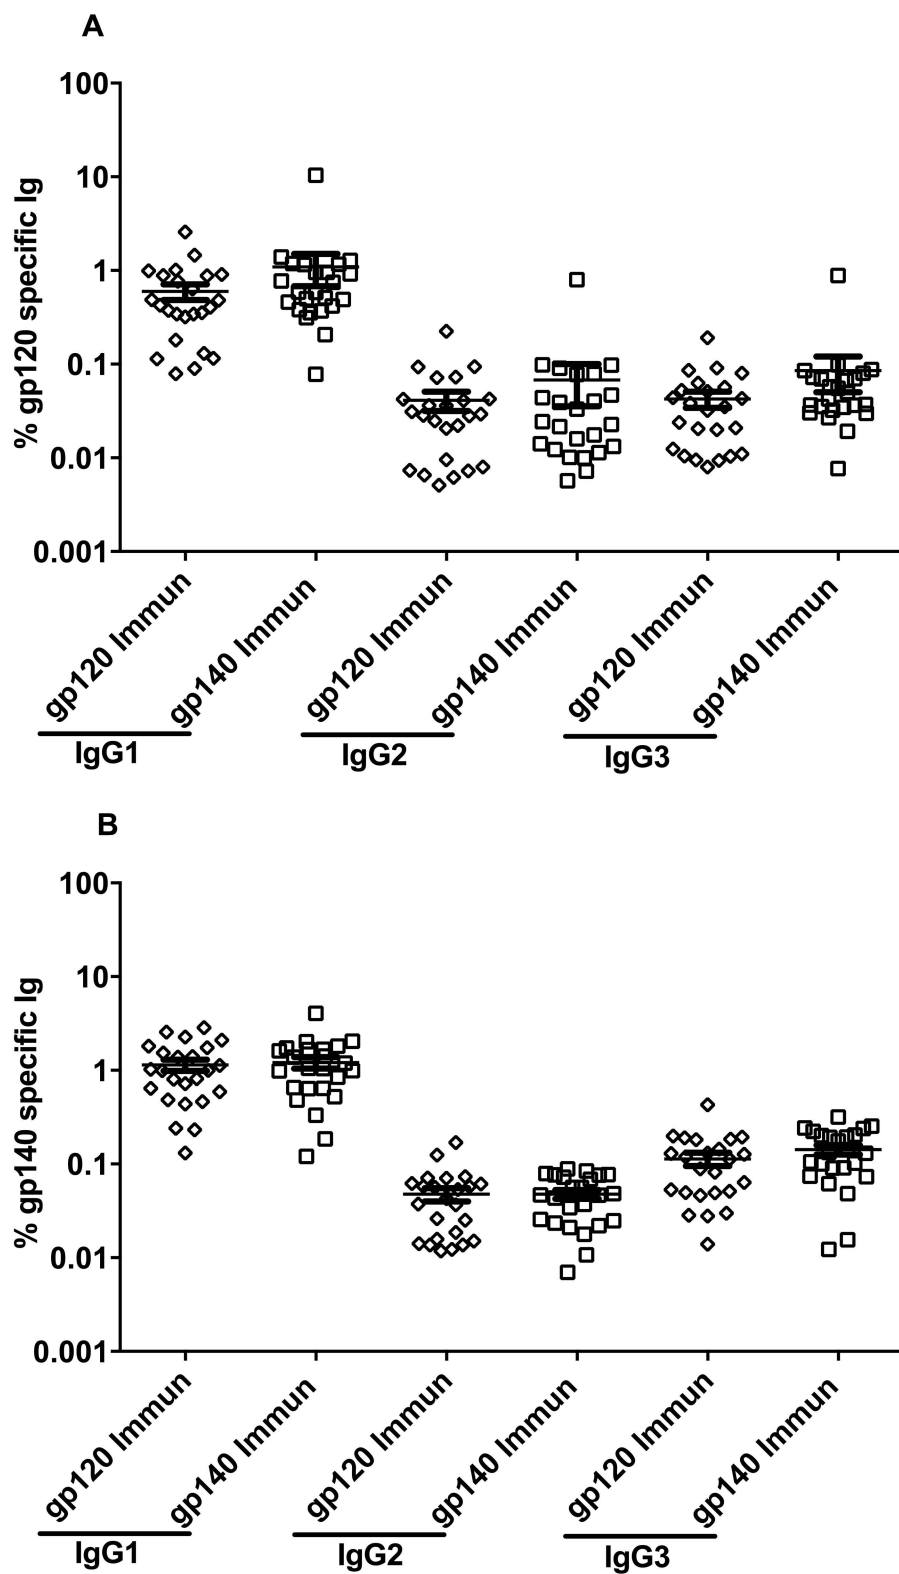 A
% gp120 specific Ig
100
10
1
0.1
0.01
0.001
gp120 Immun
gp140 Immun
gp120 Immun
gp140 Immun
gp120 Immun
gp140 Immun
IgG1
IgG2
IgG3
B
% gp140 specific Ig
100
10
1
0.1
0.01
0.001
gp120 Immun
gp140 Immun
gp120 Immun
gp140 Immun
gp120 Immun
gp140 Immun
IgG1
IgG2
IgG3